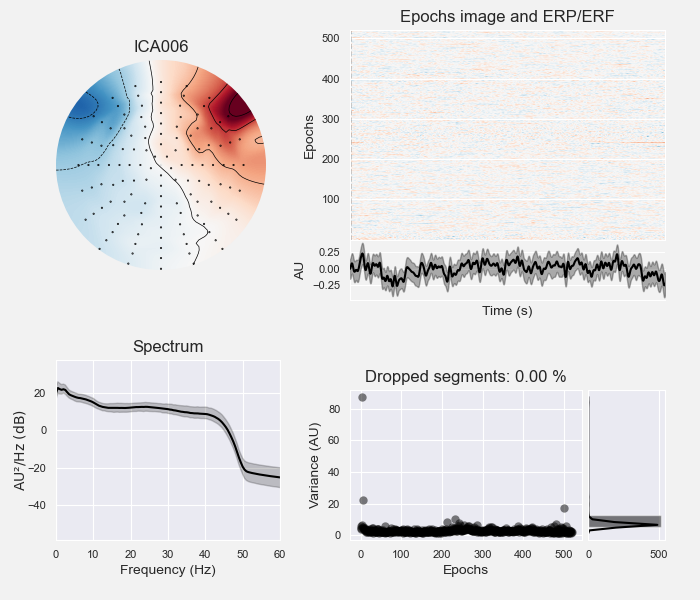 ICA006
Epochs image and ERP/ERF
Epochs
500
400
300
200
100
AU
0.25
0.00
−0.25
Time (s)
Spectrum
AU²/Hz (dB)
20
0
−20
−40
0 10 20 30 40 50 60
Frequency (Hz)
Dropped segments: 0.00 %
Variance (AU)
80
60
40
20
0
0 100 200 300 400 500
Epochs
0 500